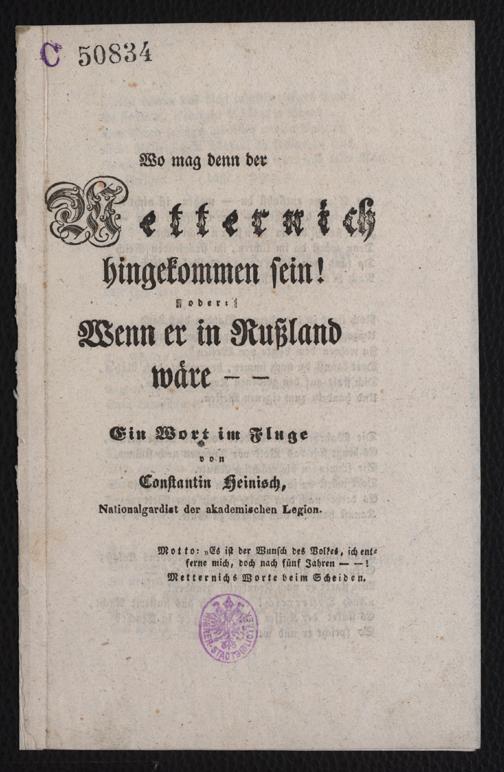 C 50834
Wo mag denn der
Metternich
hingekommen sein!
oder:
Wenn er in Rußland
wäre — —
Ein Wort im Fluge
von
Constantin Heinisch,
Nationalgardist der akademischen Legion.
Motto: „Es ist der Wunsch des Volkes, ich ent-
ferne mich, doch nach fünf Jahren — —!
Metternichs Worte beim Scheiden.